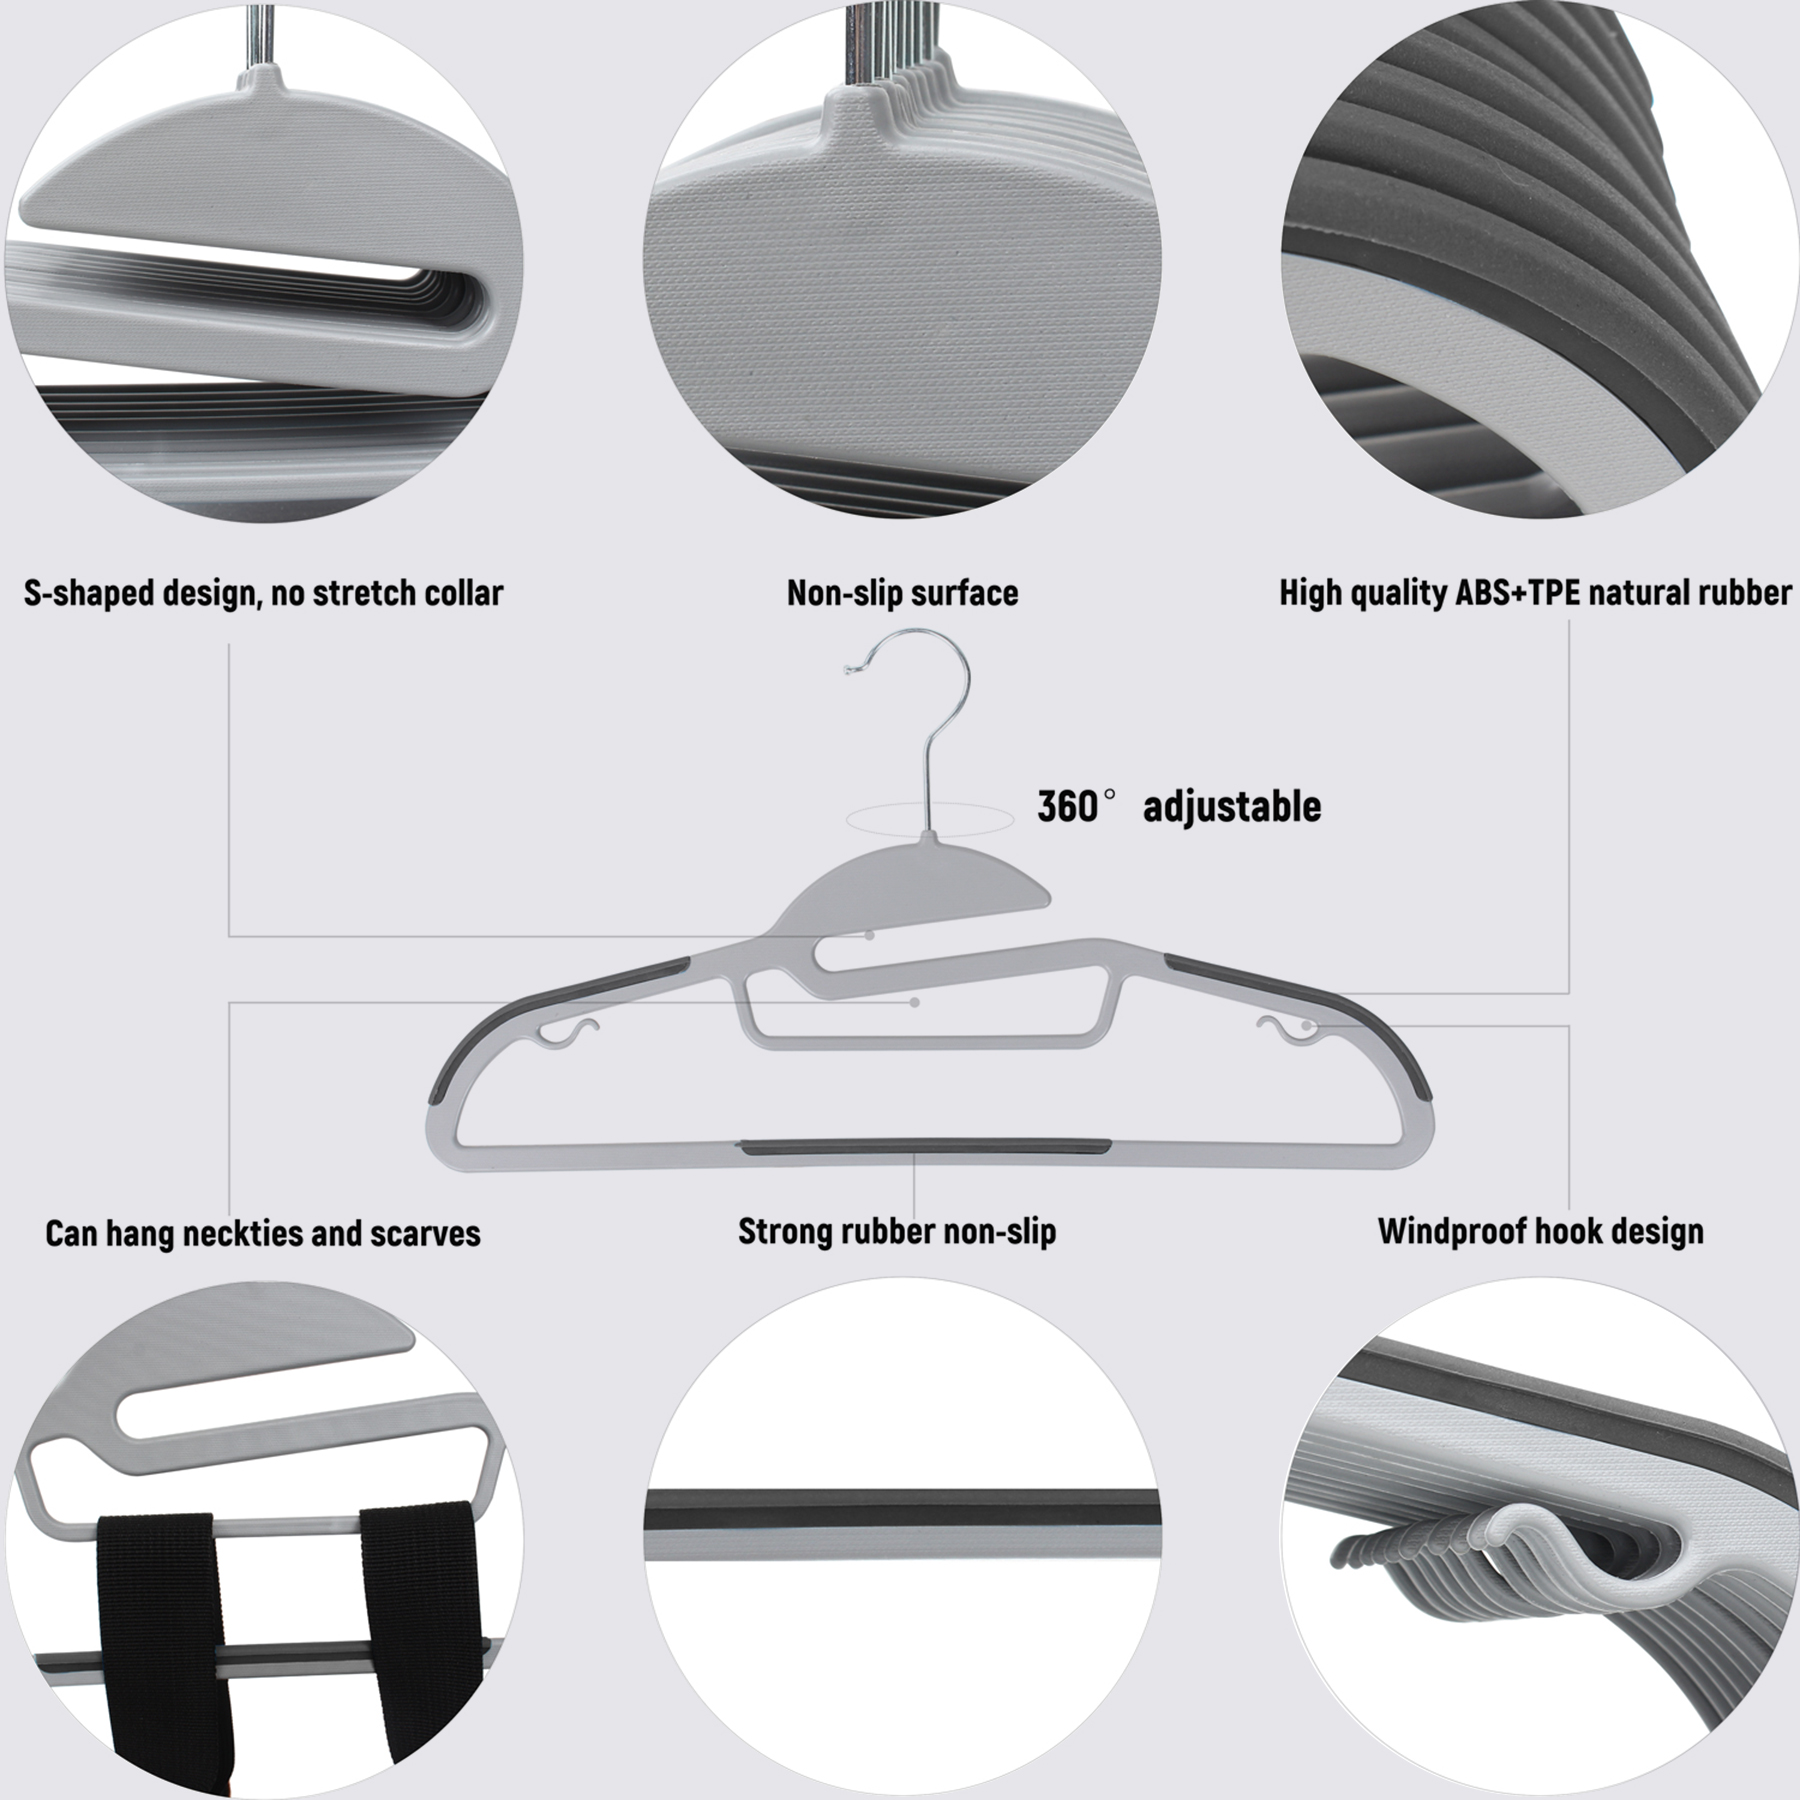 S-shaped design, no stretch collar
Non-slip surface
High quality ABS+TPE natural rubber
360° adjustable
Can hang neckties and scarves
Strong rubber non-slip
Windproof hook design